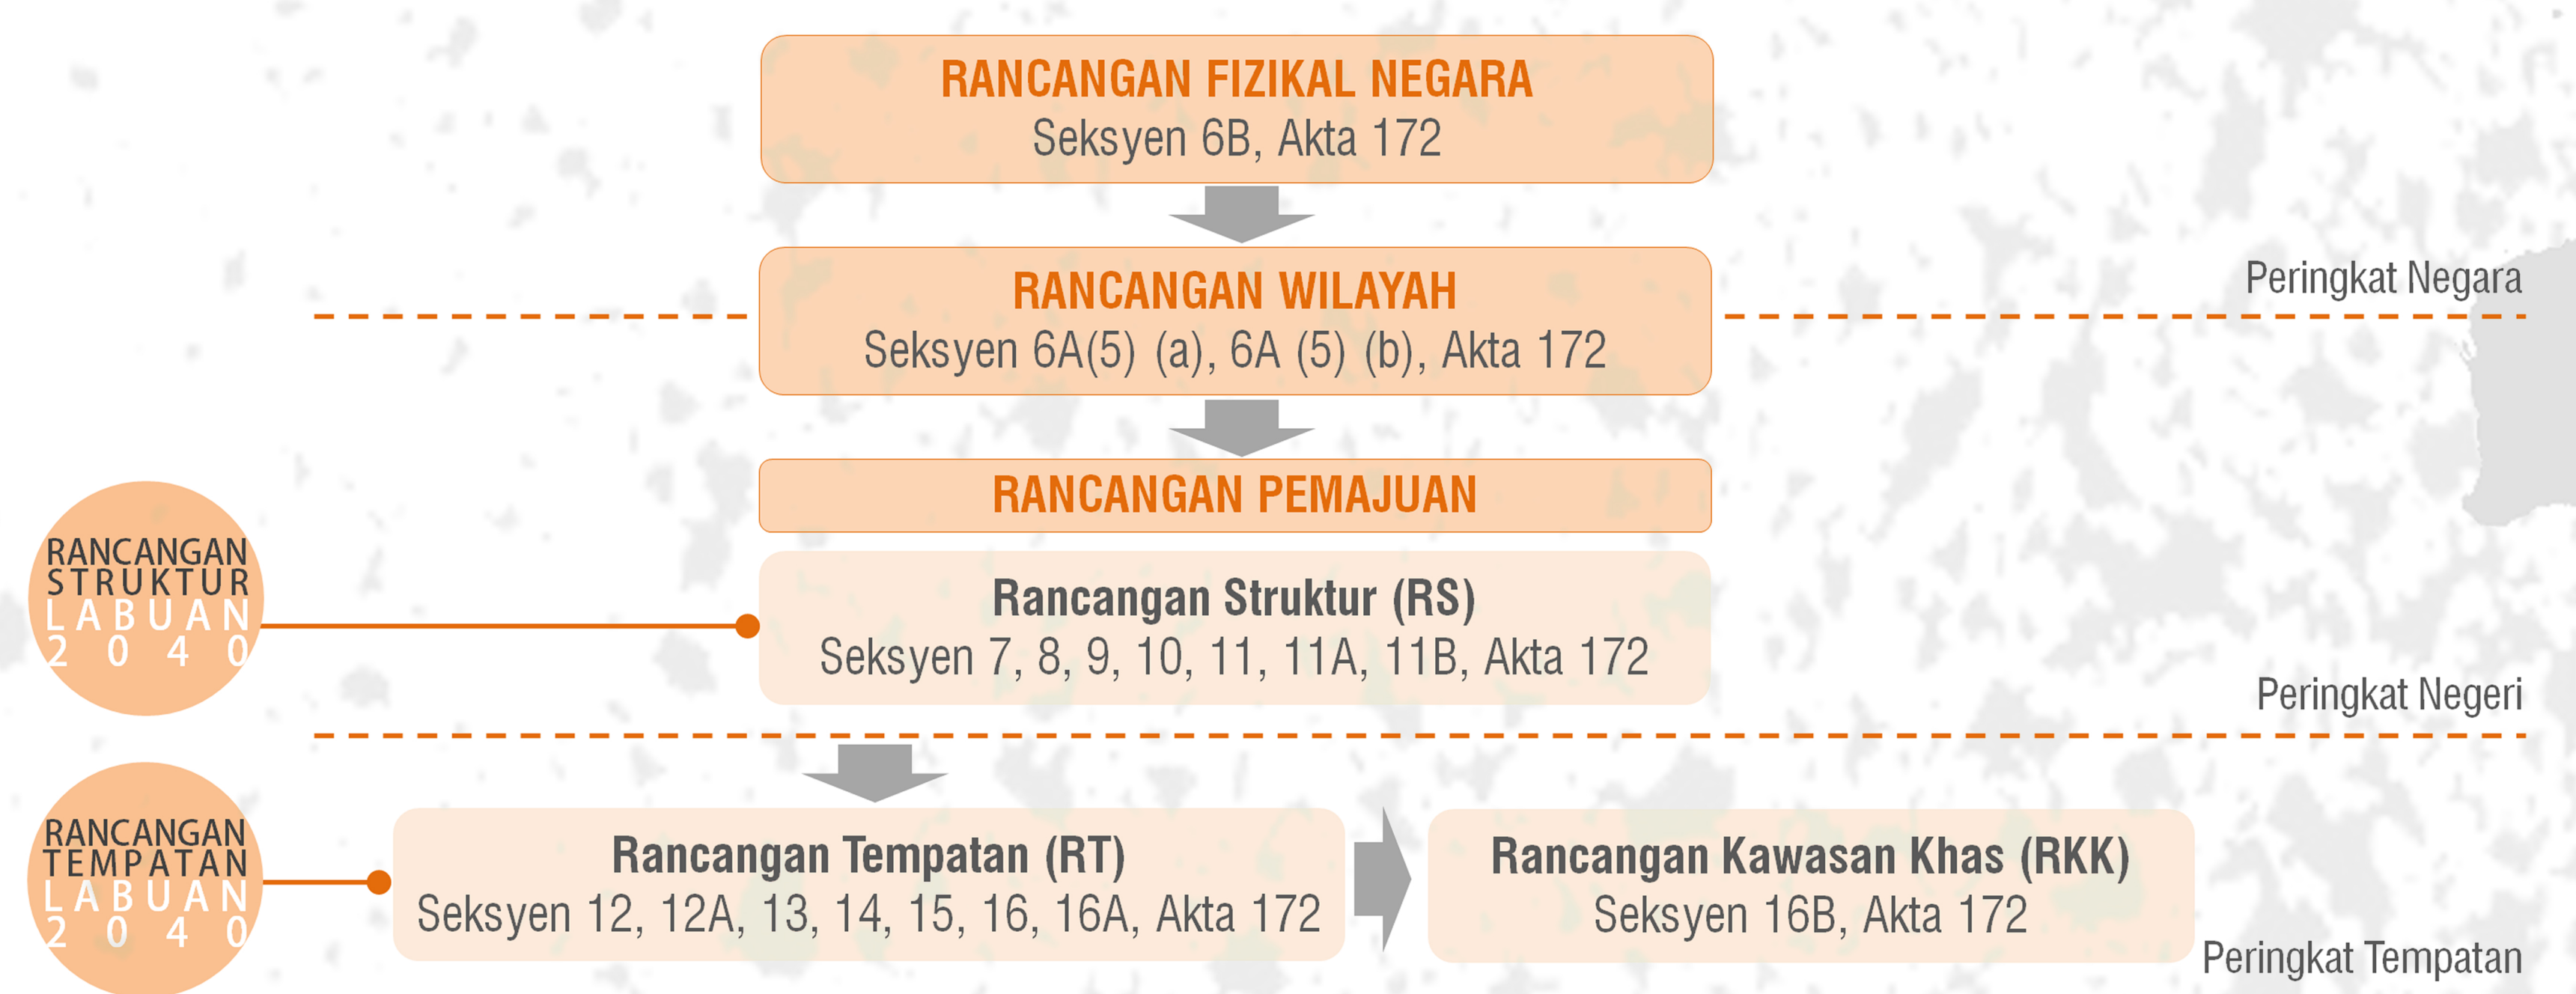 RANCANGAN FIZIKAL NEGARA
Seksyen 6B, Akta 172
RANCANGAN WILAYAH
Seksyen 6A(5) (a), 6A (5) (b), Akta 172
Peringkat Negara
RANCANGAN PEMAJUAN
RANCANGAN
STRUKTUR
LABUAN
2040
Rancangan Struktur (RS)
Seksyen 7, 8, 9, 10, 11, 11A, 11B, Akta 172
Peringkat Negeri
RANCANGAN
TEMPATAN
LABUAN
2040
Rancangan Tempatan (RT)
Seksyen 12, 12A, 13, 14, 15, 16, 16A, Akta 172
Rancangan Kawasan Khas (RKK)
Seksyen 16B, Akta 172
Peringkat Tempatan